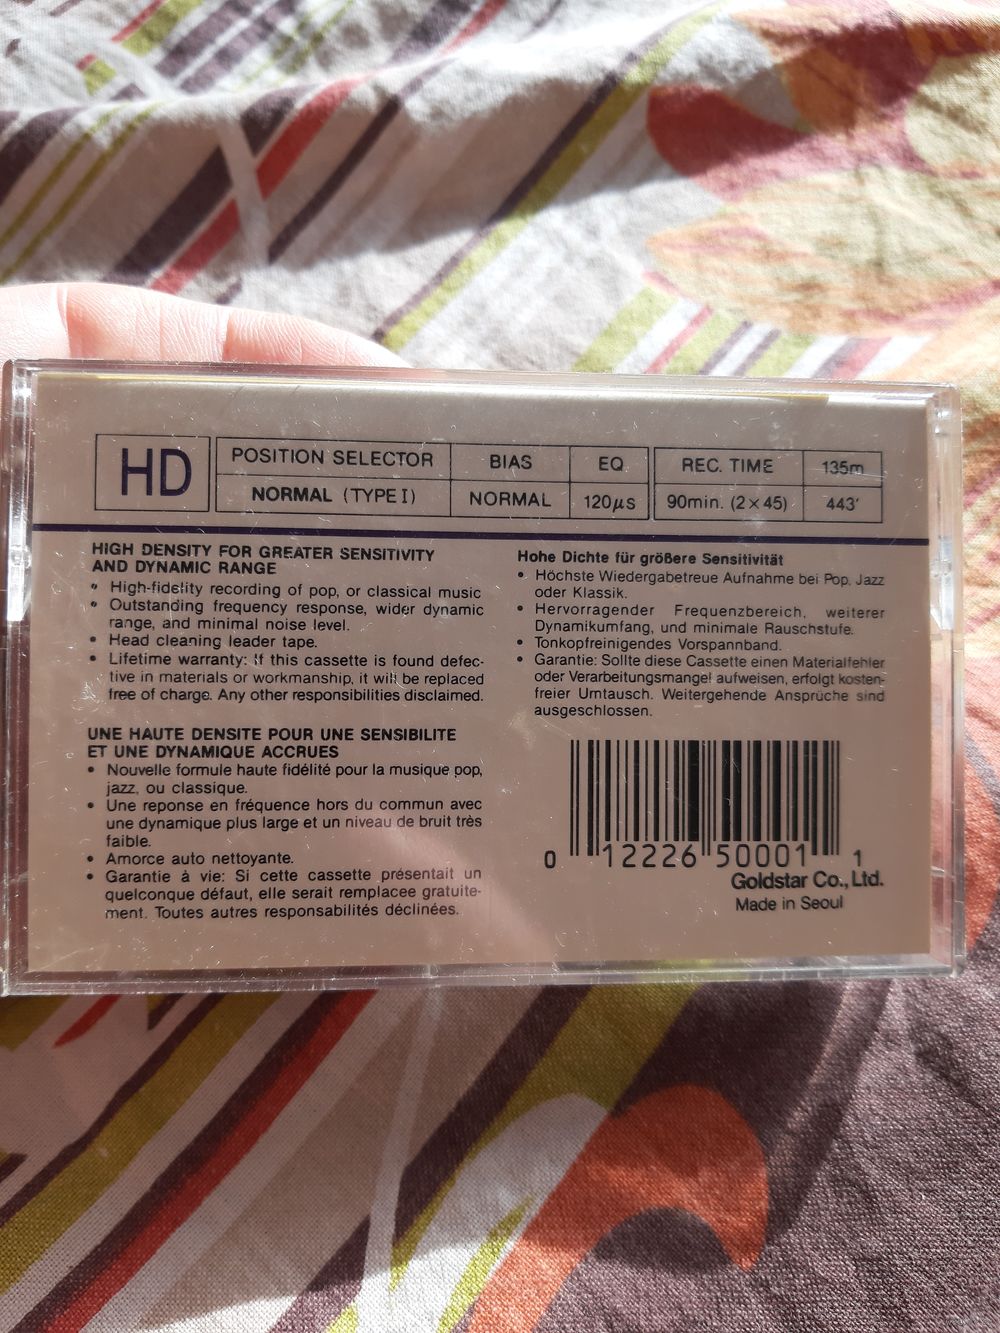 HD
POSITION SELECTOR BIAS EQ REC. TIME 135m
NORMAL (TYPE I) NORMAL 120μs 90min. (2×45) 443'
HIGH DENSITY FOR GREATER SENSITIVITY
AND DYNAMIC RANGE
• High-fidelity recording of pop, or classical music
• Outstanding frequency response, wider dynamic
range, and minimal noise level.
• Head cleaning leader tape.
• Lifetime warranty: If this cassette is found defec-
tive in materials or workmanship, it will be replaced
free of charge. Any other responsibilities disclaimed.
UNE HAUTE DENSITE POUR UNE SENSIBILITE
ET UNE DYNAMIQUE ACCRUES
• Nouvelle formule haute fidélité pour la musique pop,
jazz, ou classique.
• Une reponse en fréquence hors du commun avec
une dynamique plus large et un niveau de bruit très
faible.
• Amorce auto nettoyante.
• Garantie à vie: Si cette cassette présentait un
quelconque défaut, elle serait remplacee gratuite-
ment. Toutes autres responsabilités déclinées.
Hohe Dichte für größere Sensitivität
• Höchste Wiedergabetreue Aufnahme bei Pop, Jazz
oder Klassik.
• Hervorragender Frequenzbereich, weiterer
Dynamikumfang, und minimale Rauschstufe.
• Tonkopfreinigendes Vorspannband.
• Garantie: Sollte diese Cassette einen Materialfehler
oder Verarbeitungsmangel aufweisen, erfolgt kosten-
freier Umtausch. Weitergehende Ansprüche sind
ausgeschlossen.
0 12226 50001 1
Goldstar Co., Ltd.
Made in Seoul